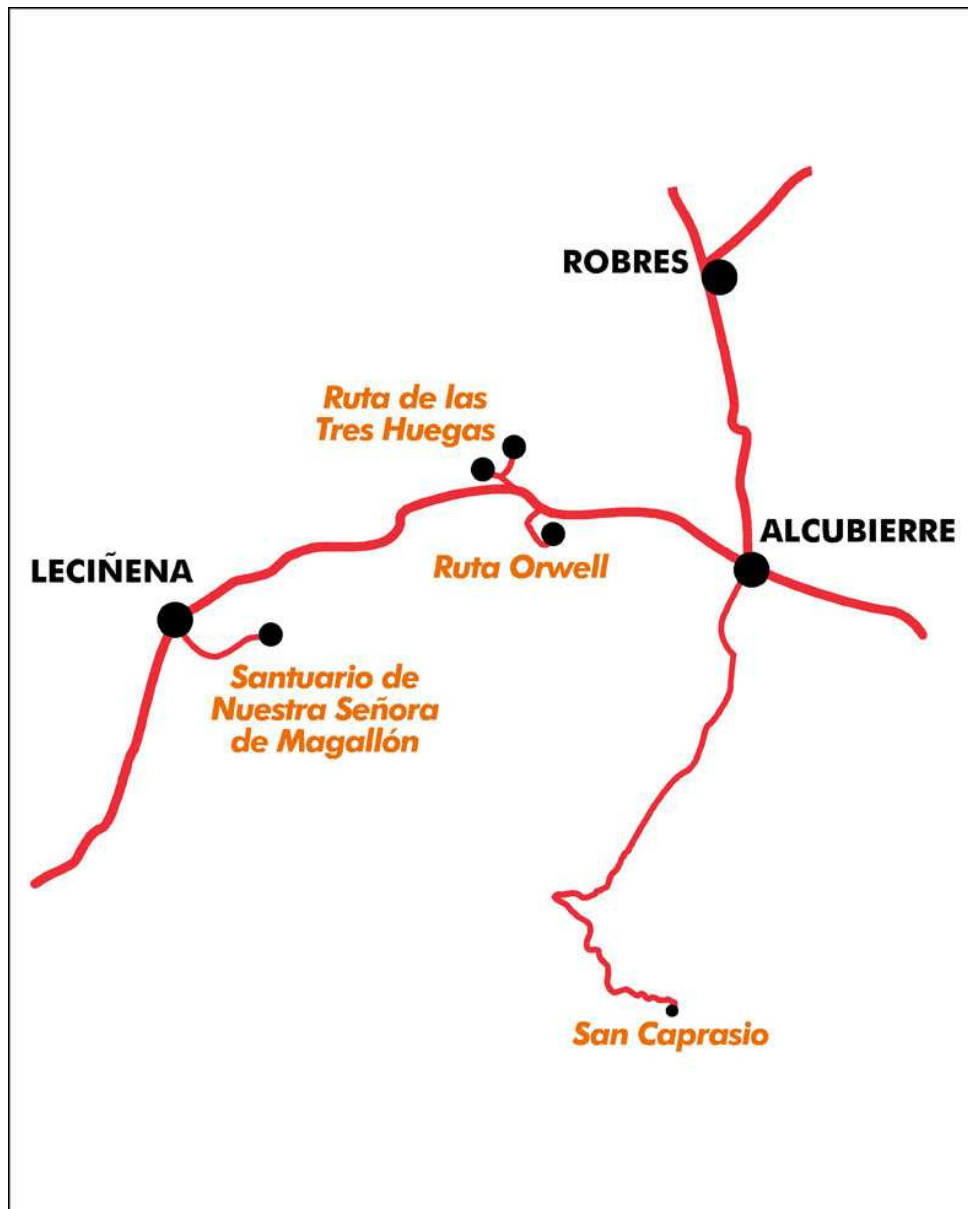 ROBRES
Ruta de las
Tres Huegas
ALCUBIERRE
LECIÑENA
Ruta Orwell
Santuario de
Nuestra Señora
de Magallón
San Caprasio